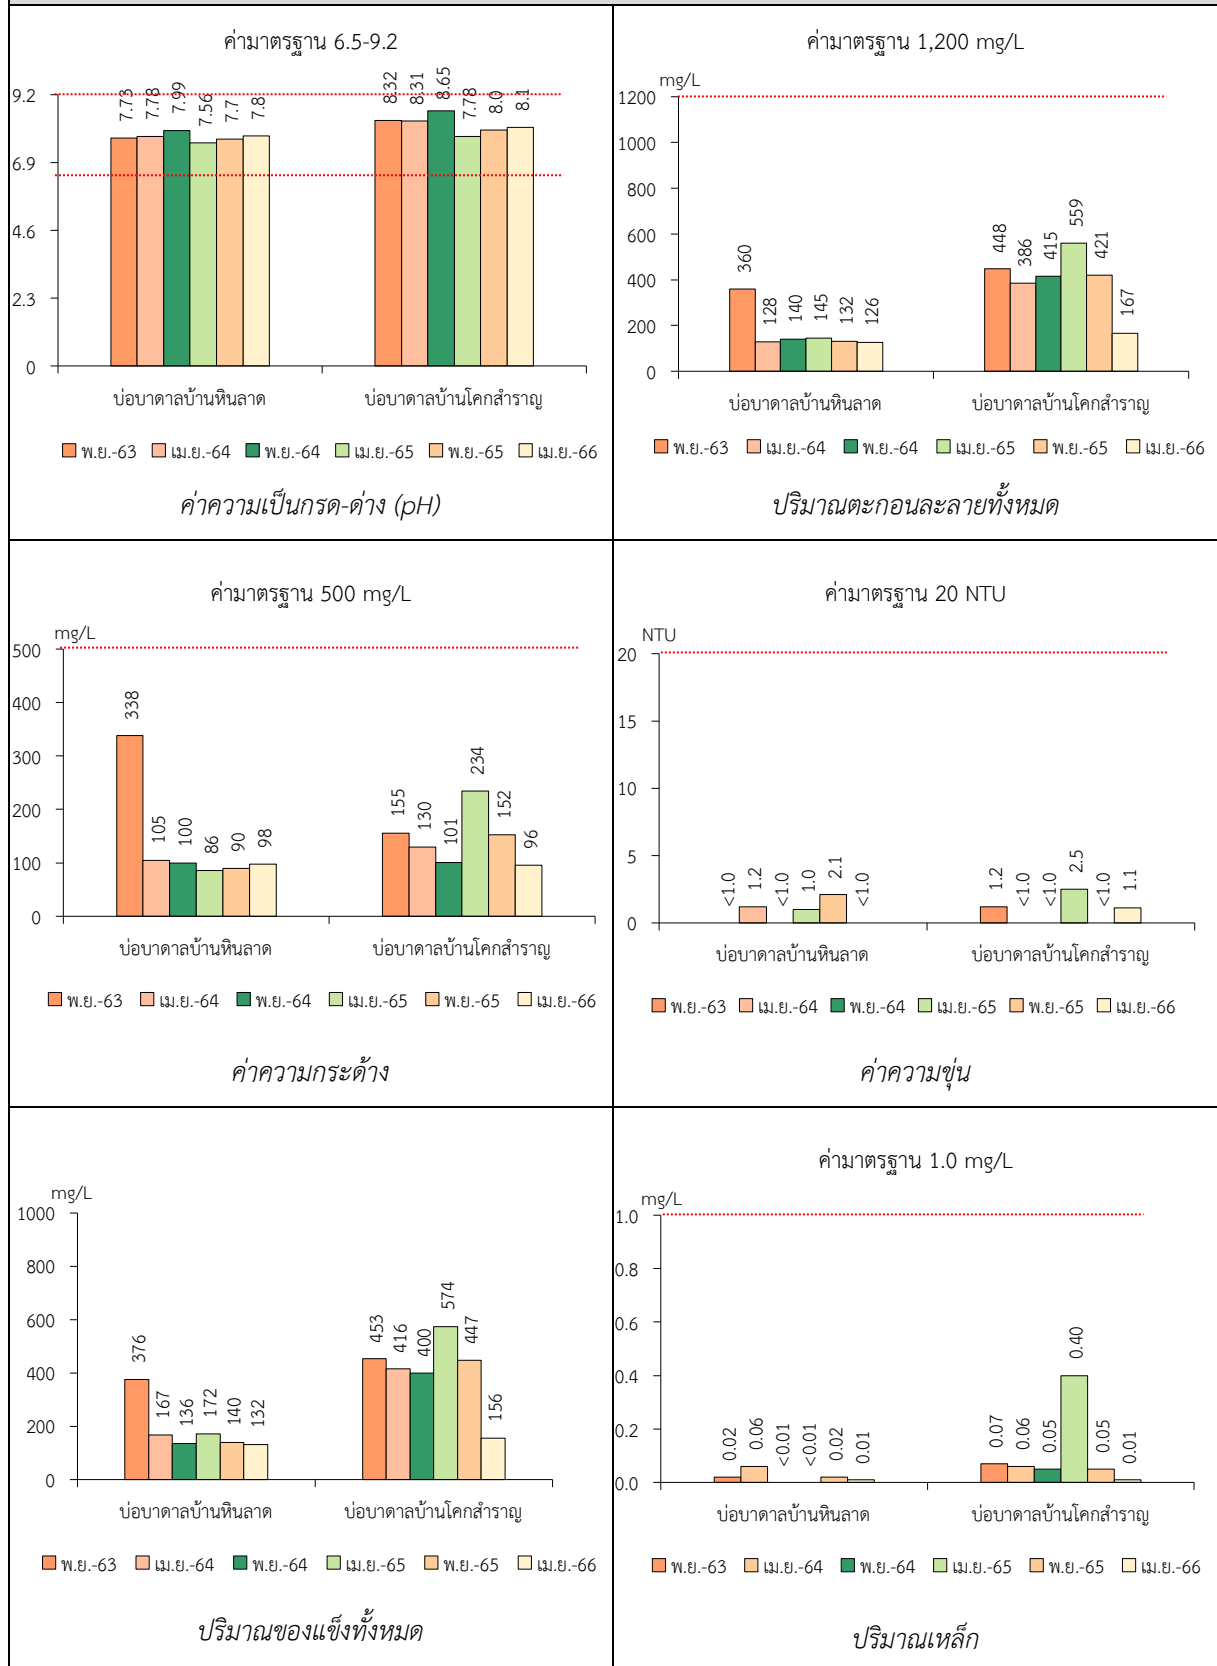 ค่ามาตรฐาน 6.5-9.2
9.2
6.9
4.6
2.3
0
7.73 7.78 7.99 7.56 7.7 7.8
8.32 8.31 8.65 7.78 8.0 8.1
บ่อบาดาลบ้านหินลาด บ่อบาดาลบ้านโคกสำราญ
พ.ย.-63 เม.ย.-64 พ.ย.-64 เม.ย.-65 พ.ย.-65 เม.ย.-66
ค่าความเป็นกรด-ด่าง (pH)
ค่ามาตรฐาน 1,200 mg/L
mg/L
1200
1000
800
600
400
200
0
360 128 140 145 132 126
448 386 415 559 421 167
บ่อบาดาลบ้านหินลาด บ่อบาดาลบ้านโคกสำราญ
พ.ย.-63 เม.ย.-64 พ.ย.-64 เม.ย.-65 พ.ย.-65 เม.ย.-66
ปริมาณตะกอนละลายทั้งหมด
ค่ามาตรฐาน 500 mg/L
mg/L
500
400
300
200
100
0
338 105 100 86 90 98
155 130 101 234 152 96
บ่อบาดาลบ้านหินลาด บ่อบาดาลบ้านโคกสำราญ
พ.ย.-63 เม.ย.-64 พ.ย.-64 เม.ย.-65 พ.ย.-65 เม.ย.-66
ค่าความกระด้าง
ค่ามาตรฐาน 20 NTU
NTU
20
15
10
5
0
<1.0 1.2 <1.0 1.0 2.1 <1.0
1.2 <1.0 <1.0 2.5 <1.0 1.1
บ่อบาดาลบ้านหินลาด บ่อบาดาลบ้านโคกสำราญ
พ.ย.-63 เม.ย.-64 พ.ย.-64 เม.ย.-65 พ.ย.-65 เม.ย.-66
ค่าความขุ่น
mg/L
1000
800
600
400
200
0
376 167 136 172 140 132
453 416 400 574 447 156
บ่อบาดาลบ้านหินลาด บ่อบาดาลบ้านโคกสำราญ
พ.ย.-63 เม.ย.-64 พ.ย.-64 เม.ย.-65 พ.ย.-65 เม.ย.-66
ปริมาณของแข็งทั้งหมด
ค่ามาตรฐาน 1.0 mg/L
mg/L
1.0
0.8
0.6
0.4
0.2
0.0
0.02 0.06 <0.01 <0.01 0.02 0.01
0.07 0.06 0.05 0.40 0.05 0.01
บ่อบาดาลบ้านหินลาด บ่อบาดาลบ้านโคกสำราญ
พ.ย.-63 เม.ย.-64 พ.ย.-64 เม.ย.-65 พ.ย.-65 เม.ย.-66
ปริมาณเหล็ก